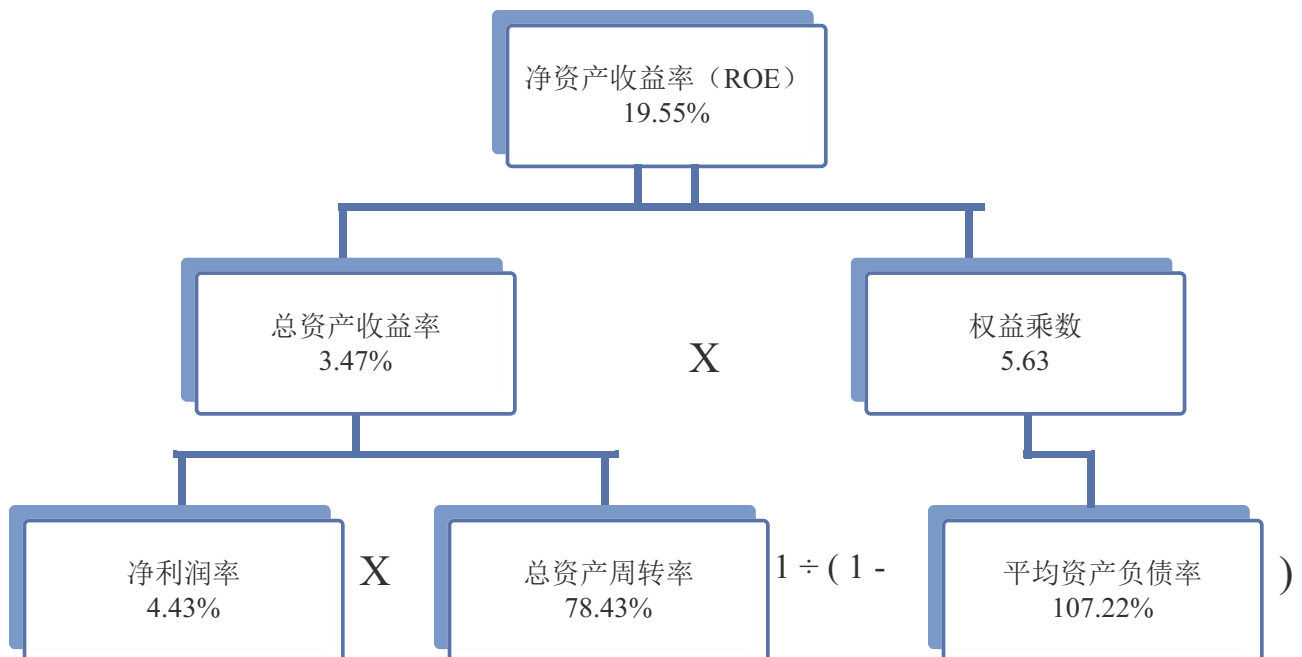 净资产收益率（ROE）
19.55%
总资产收益率
3.47%
X
权益乘数
5.63
净利润率
4.43%
X
总资产周转率
78.43%
1 ÷ ( 1 -
平均资产负债率
107.22%
)